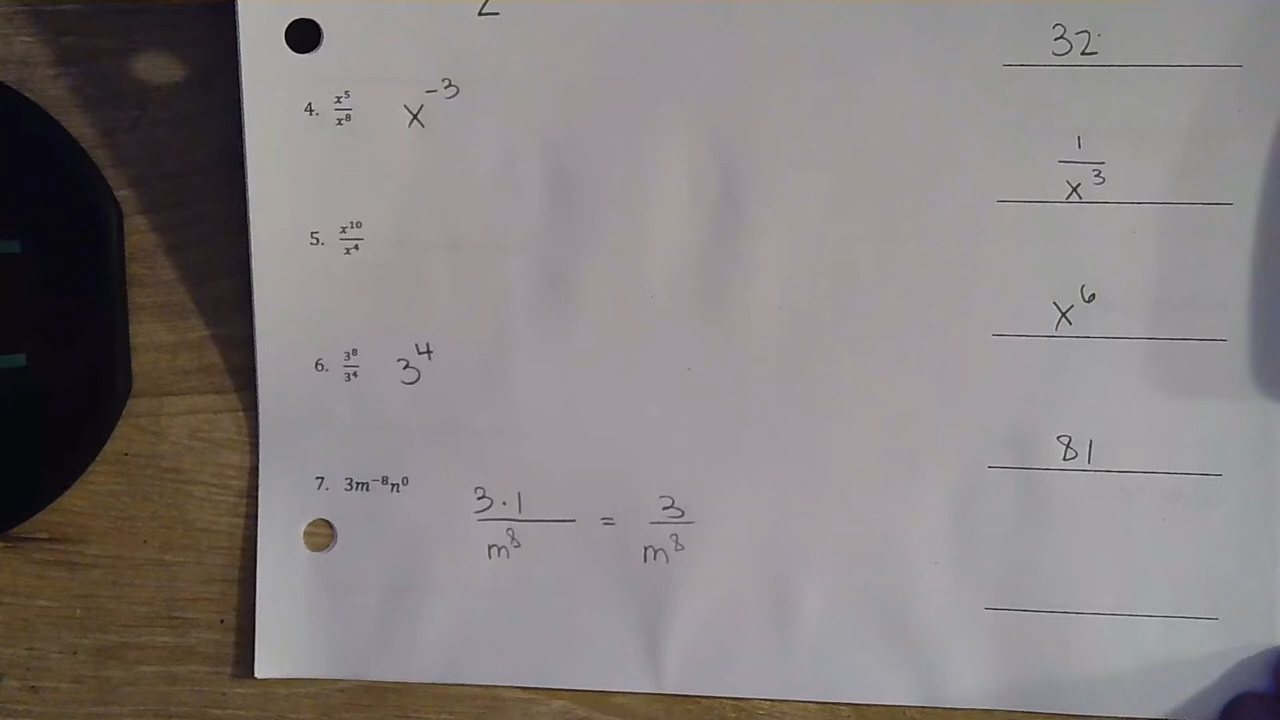 32
4. x⁵/x⁸ x⁻³ 1/x³
5. x¹⁰/x⁴ x⁶
6. 3⁸/3⁴ 3⁴ 81
7. 3m⁻⁸n⁰ 3·1/m⁸ = 3/m⁸